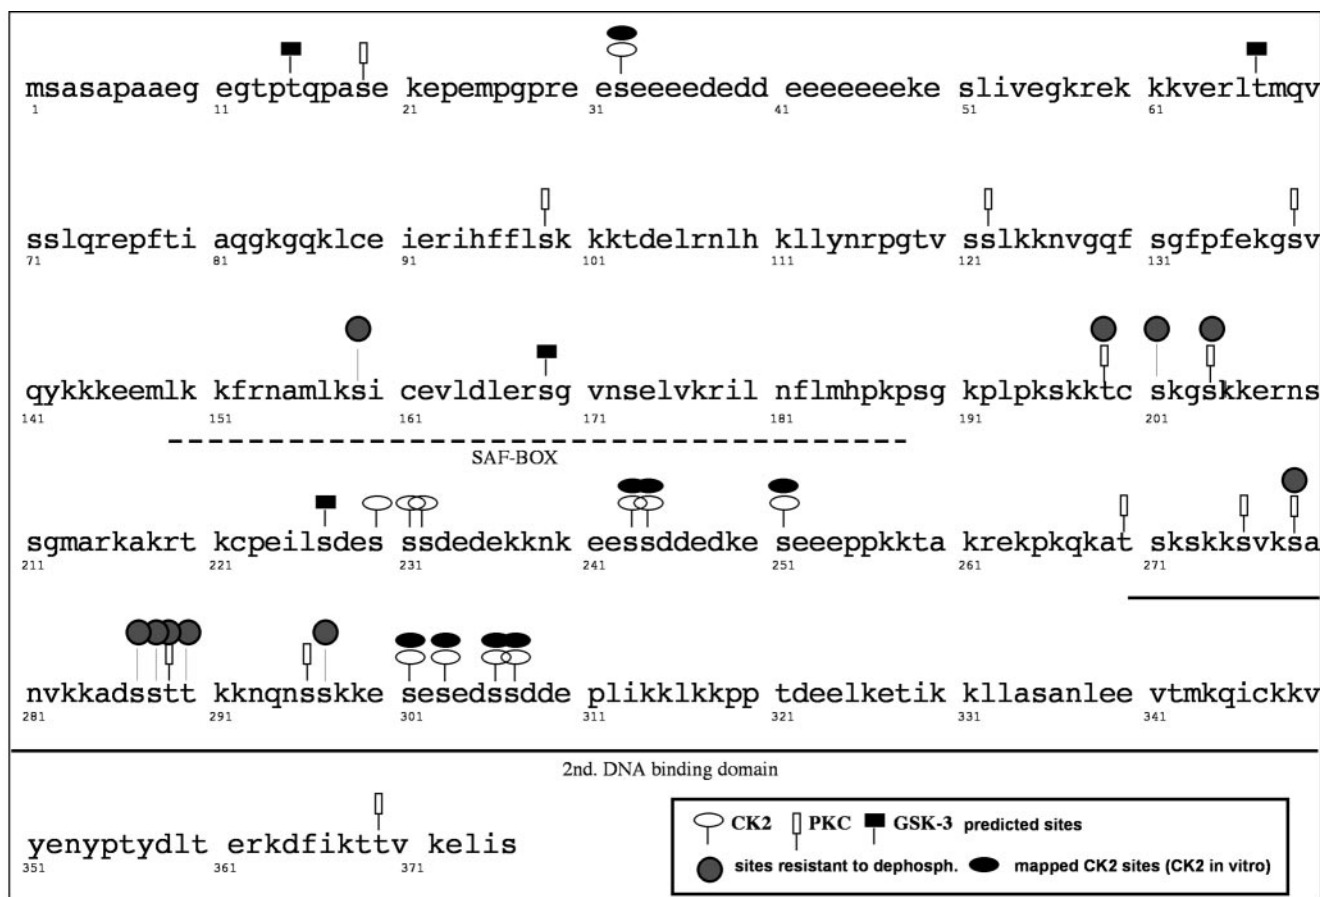 msasapaaeg egtptqpase kepempgpre eseeeededd eeeeeeeeke slivegkrek kkverltmqv
1 11 21 31 41 51 61
sslqrepfti aqgkgqklce ierihfflsk kktdelrnlh kllynrpgtv sslkknvgqf sgfpfekgsv
71 81 91 101 111 121 131
qykkkeemlk kfrnamlksi cevldlersg vnselvkril nflmhpkpsg kplpkskktc skgskkerns
141 151 161 171 181 191 201
SAF-BOX
sgmarkakrt kcpeilsdes ssdedekknk eessddedke seeeppkkta krekpkqkat skskksvksa
211 221 231 241 251 261 271
nvkkadsstt kknqnsskke sesedssdde plikklkkpp tdeelketik kllasanlee vtmkqickkv
281 291 301 311 321 331 341
2nd. DNA binding domain
yenyptydlt erkdfikttv kelis
351 361 371
CK2 PKC GSK-3 predicted sites
sites resistant to dephosph. mapped CK2 sites (CK2 in vitro)